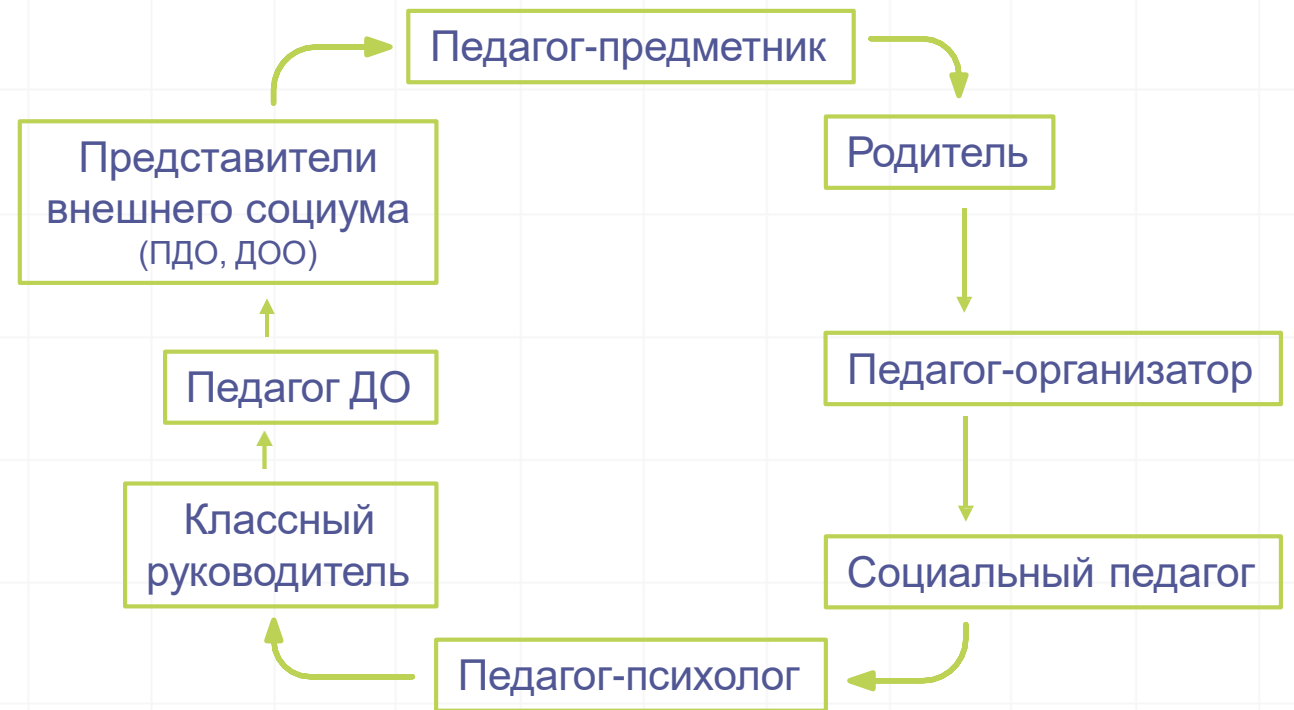 Педагог-предметник
Родитель
Педагог-организатор
Социальный педагог
Педагог-психолог
Классный
руководитель
Педагог ДО
Представители
внешнего социума
(ПДО, ДОО)